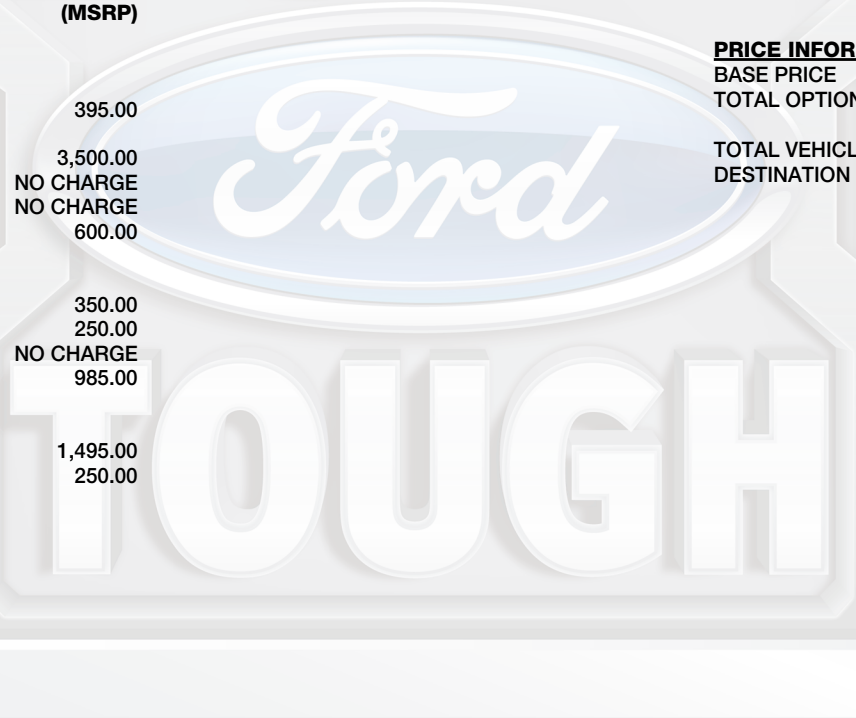 (MSRP)
395.00
3,500.00
NO CHARGE
NO CHARGE
600.00
350.00
250.00
NO CHARGE
985.00
1,495.00
250.00
PRICE INFOR
BASE PRICE
TOTAL OPTION
TOTAL VEHICL
DESTINATION
Ford
TOUGH